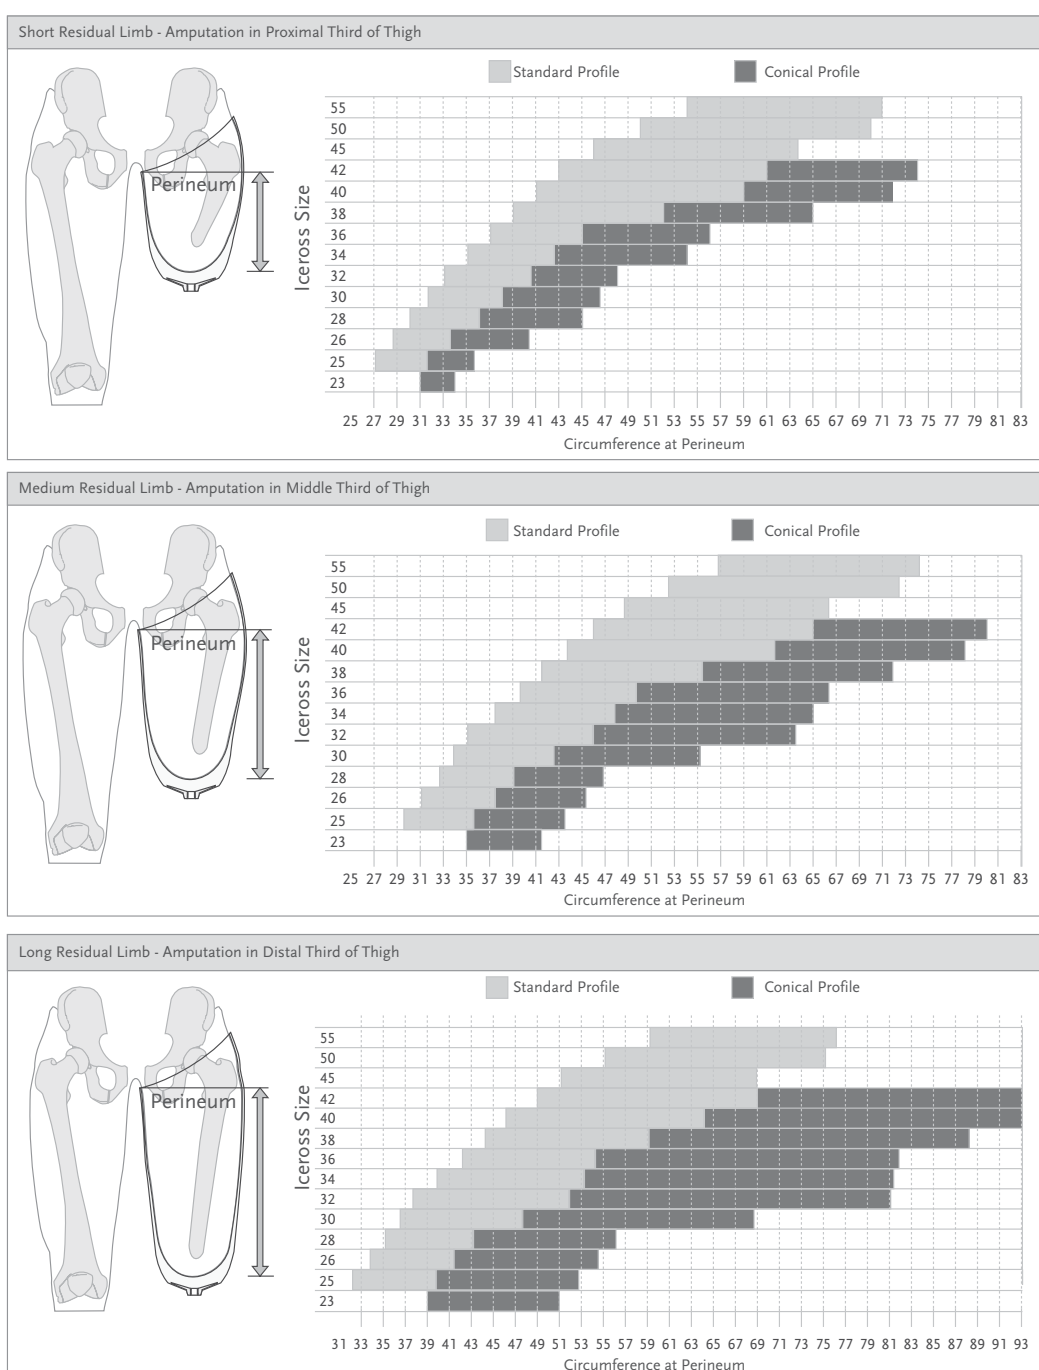 Short Residual Limb - Amputation in Proximal Third of Thigh
Standard Profile
Conical Profile
Perineum
Iceross Size
55
50
45
42
40
38
36
34
32
30
28
26
25
23
25 27 29 31 33 35 37 39 41 43 45 47 49 51 53 55 57 59 61 63 65 67 69 71 73 75 77 79 81 83
Circumference at Perineum
Medium Residual Limb - Amputation in Middle Third of Thigh
Standard Profile
Conical Profile
Perineum
Iceross Size
55
50
45
42
40
38
36
34
32
30
28
26
25
23
25 27 29 31 33 35 37 39 41 43 45 47 49 51 53 55 57 59 61 63 65 67 69 71 73 75 77 79 81 83
Circumference at Perineum
Long Residual Limb - Amputation in Distal Third of Thigh
Standard Profile
Conical Profile
Perineum
Iceross Size
55
50
45
42
40
38
36
34
32
30
28
26
25
23
31 33 35 37 39 41 43 45 47 51 49 51 53 55 57 59 61 63 65 67 69 71 73 75 77 79 81 83 85 87 89 91 93
Circumference at Perineum